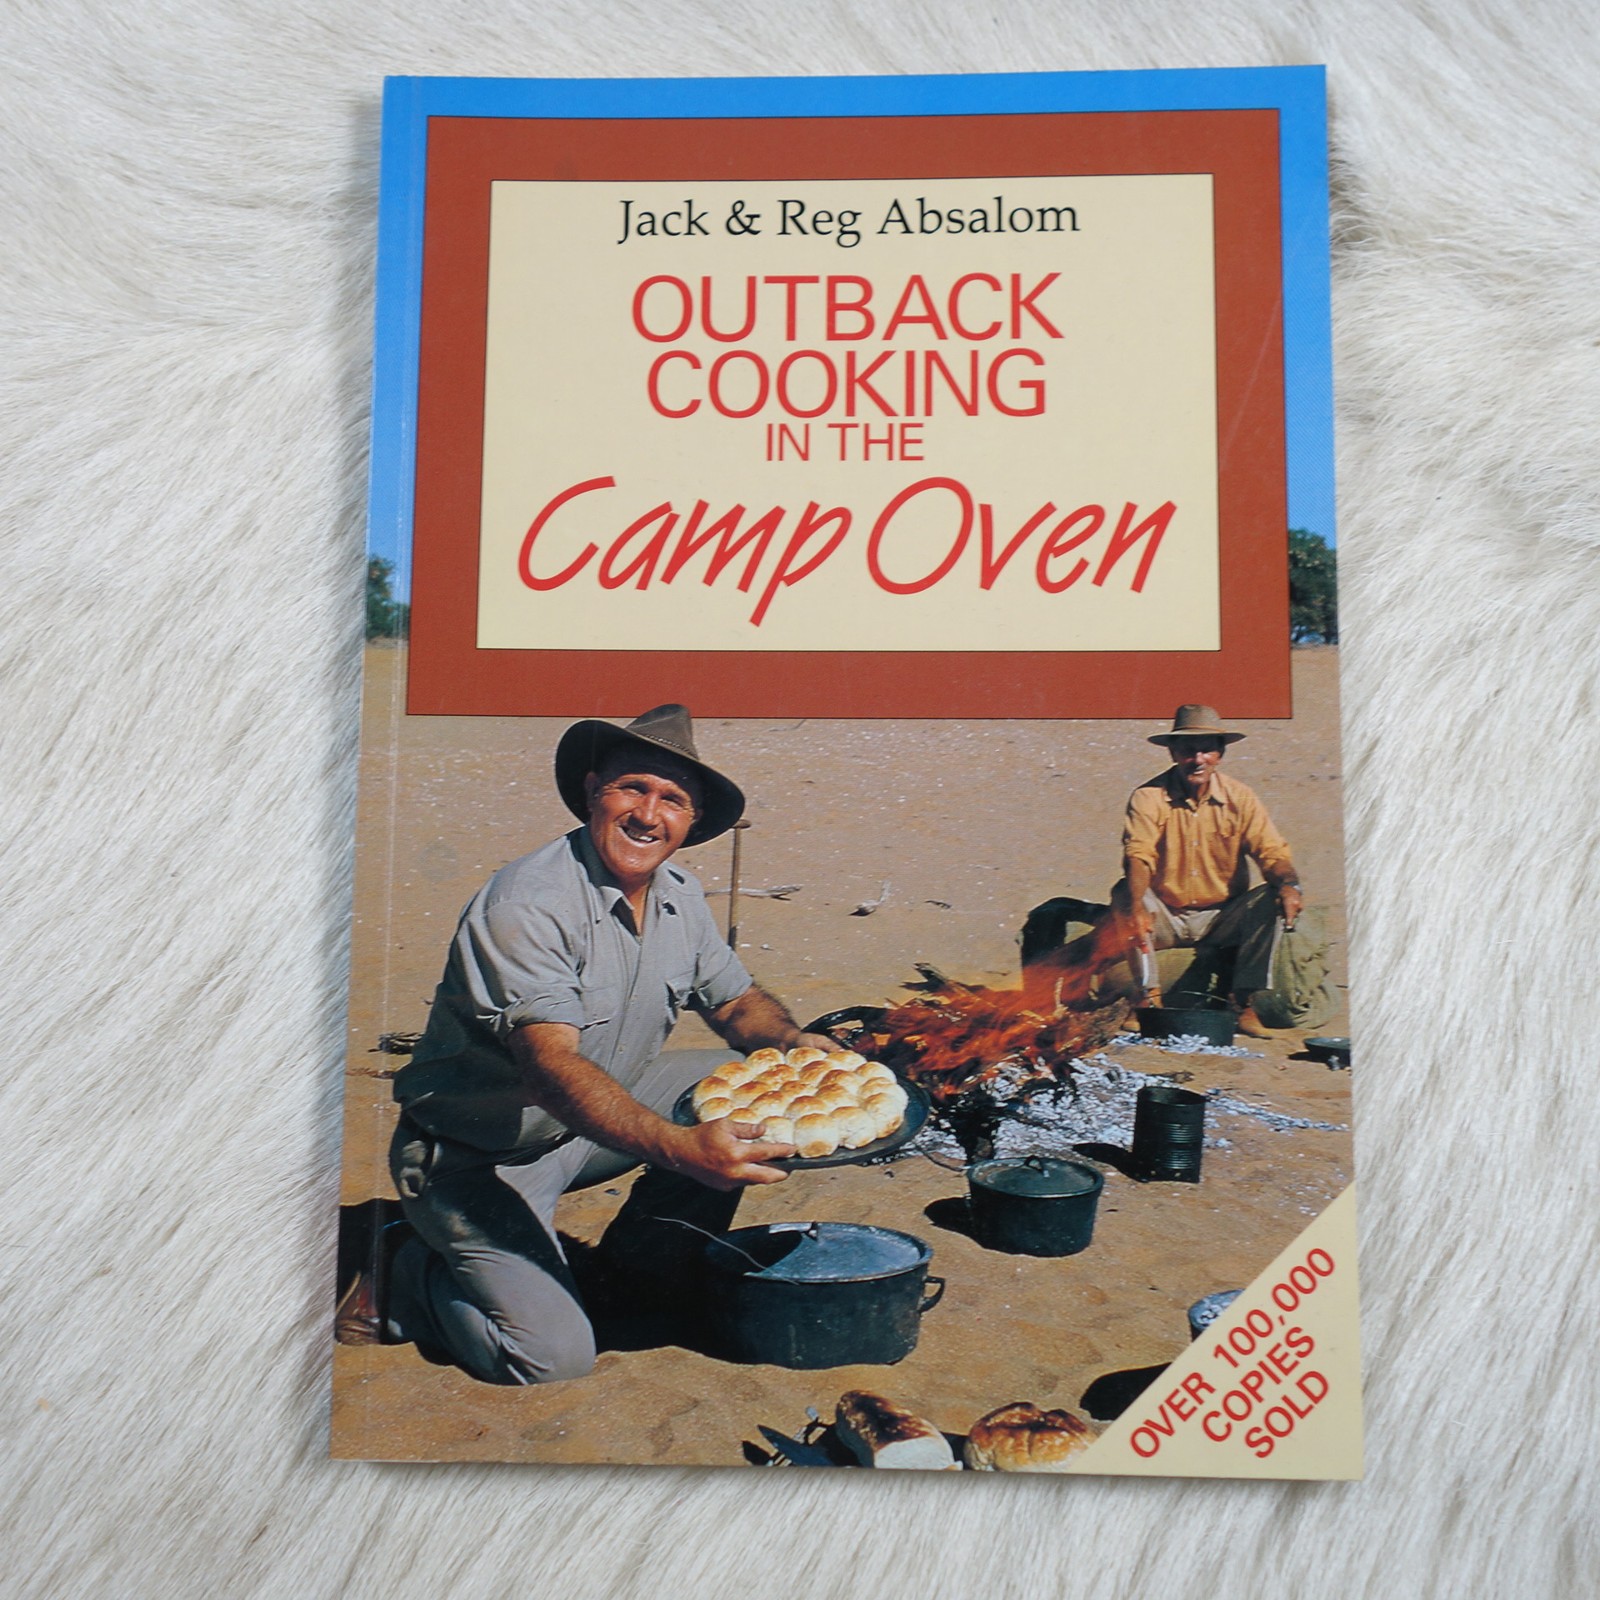 Jack & Reg Absalom
OUTBACK
COOKING
IN THE
Camp Oven
OVER 100,000
COPIES
SOLD